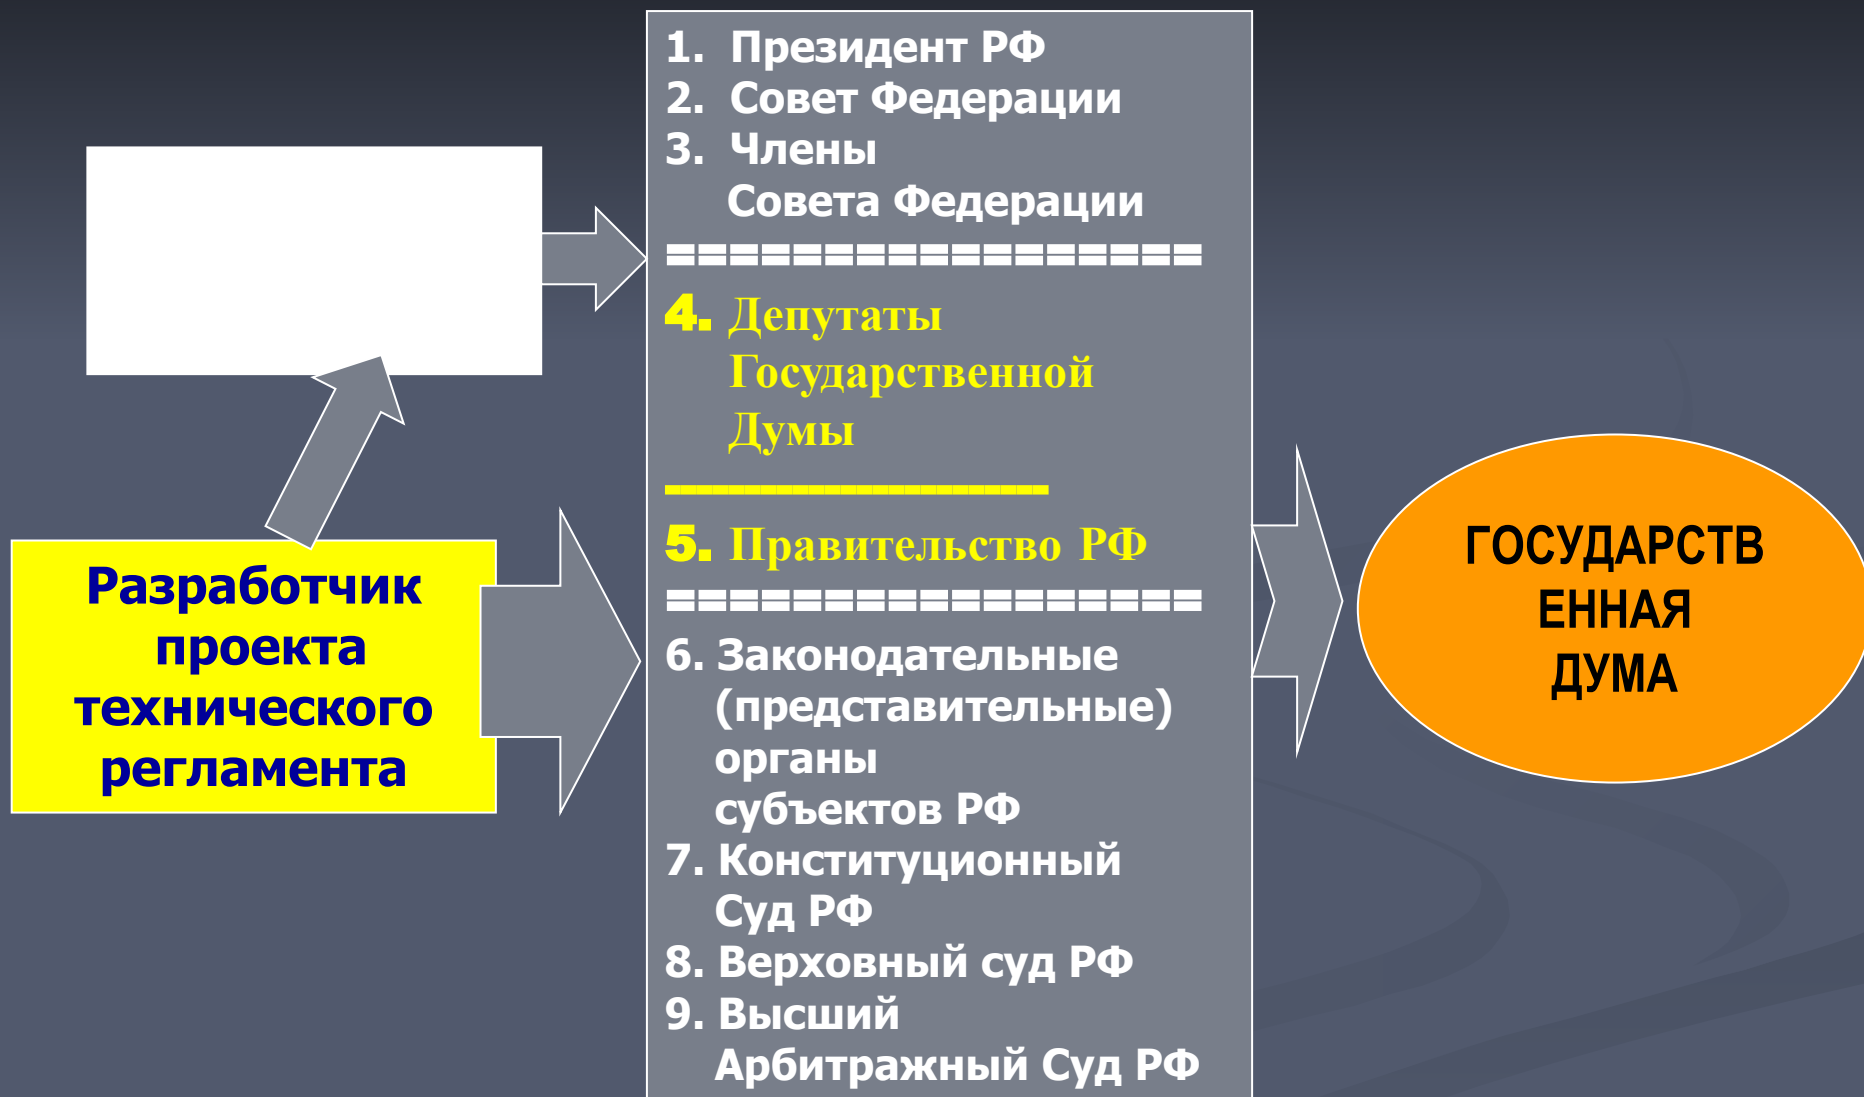 1. Президент РФ
2. Совет Федерации
3. Члены
Совета Федерации
=================
4. Депутаты
Государственной
Думы
________________________
5. Правительство РФ
=================
6. Законодательные
(представительные)
органы
субъектов РФ
7. Конституционный
Суд РФ
8. Верховный суд РФ
9. Высший
Арбитражный Суд РФ
Разработчик
проекта
технического
регламента
ГОСУДАРСТВ
ЕННАЯ
ДУМА